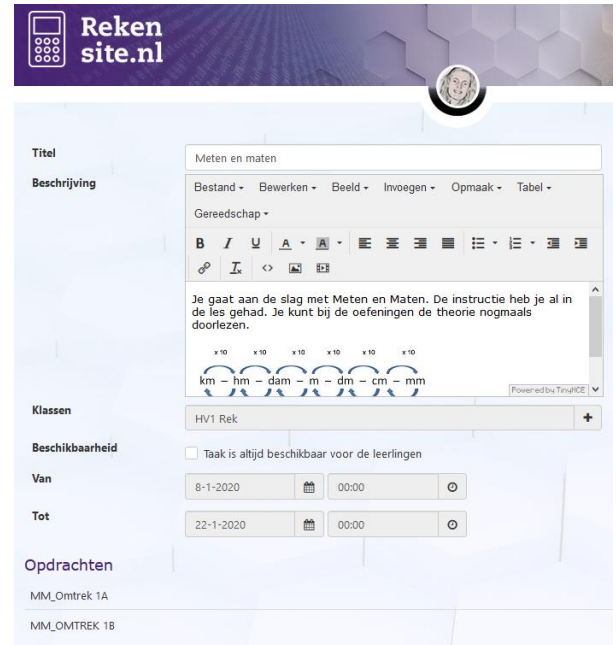 Reken
site.nl
Titel
Meten en maten
Beschrijving
Bestand Bewerken Beeld Invoegen Opmaak Tabel
Gereedschap
B I U A A
Je gaat aan de slag met Meten en Maten. De instructie heb je al in
de les gehad. Je kunt bij de oefeningen de theorie nogmaals
doorlezen.
x 10 x 10 x 10 x 10 x 10 x 10
km – hm – dam – m – dm – cm – mm
Powered by TinyMCE
Klassen
HV1 Rek
Beschikbaarheid
Taak is altijd beschikbaar voor de leerlingen
Van
8-1-2020 00:00
Tot
22-1-2020 00:00
Opdrachten
MM_Omtrek 1A
MM_OMTREK 1B